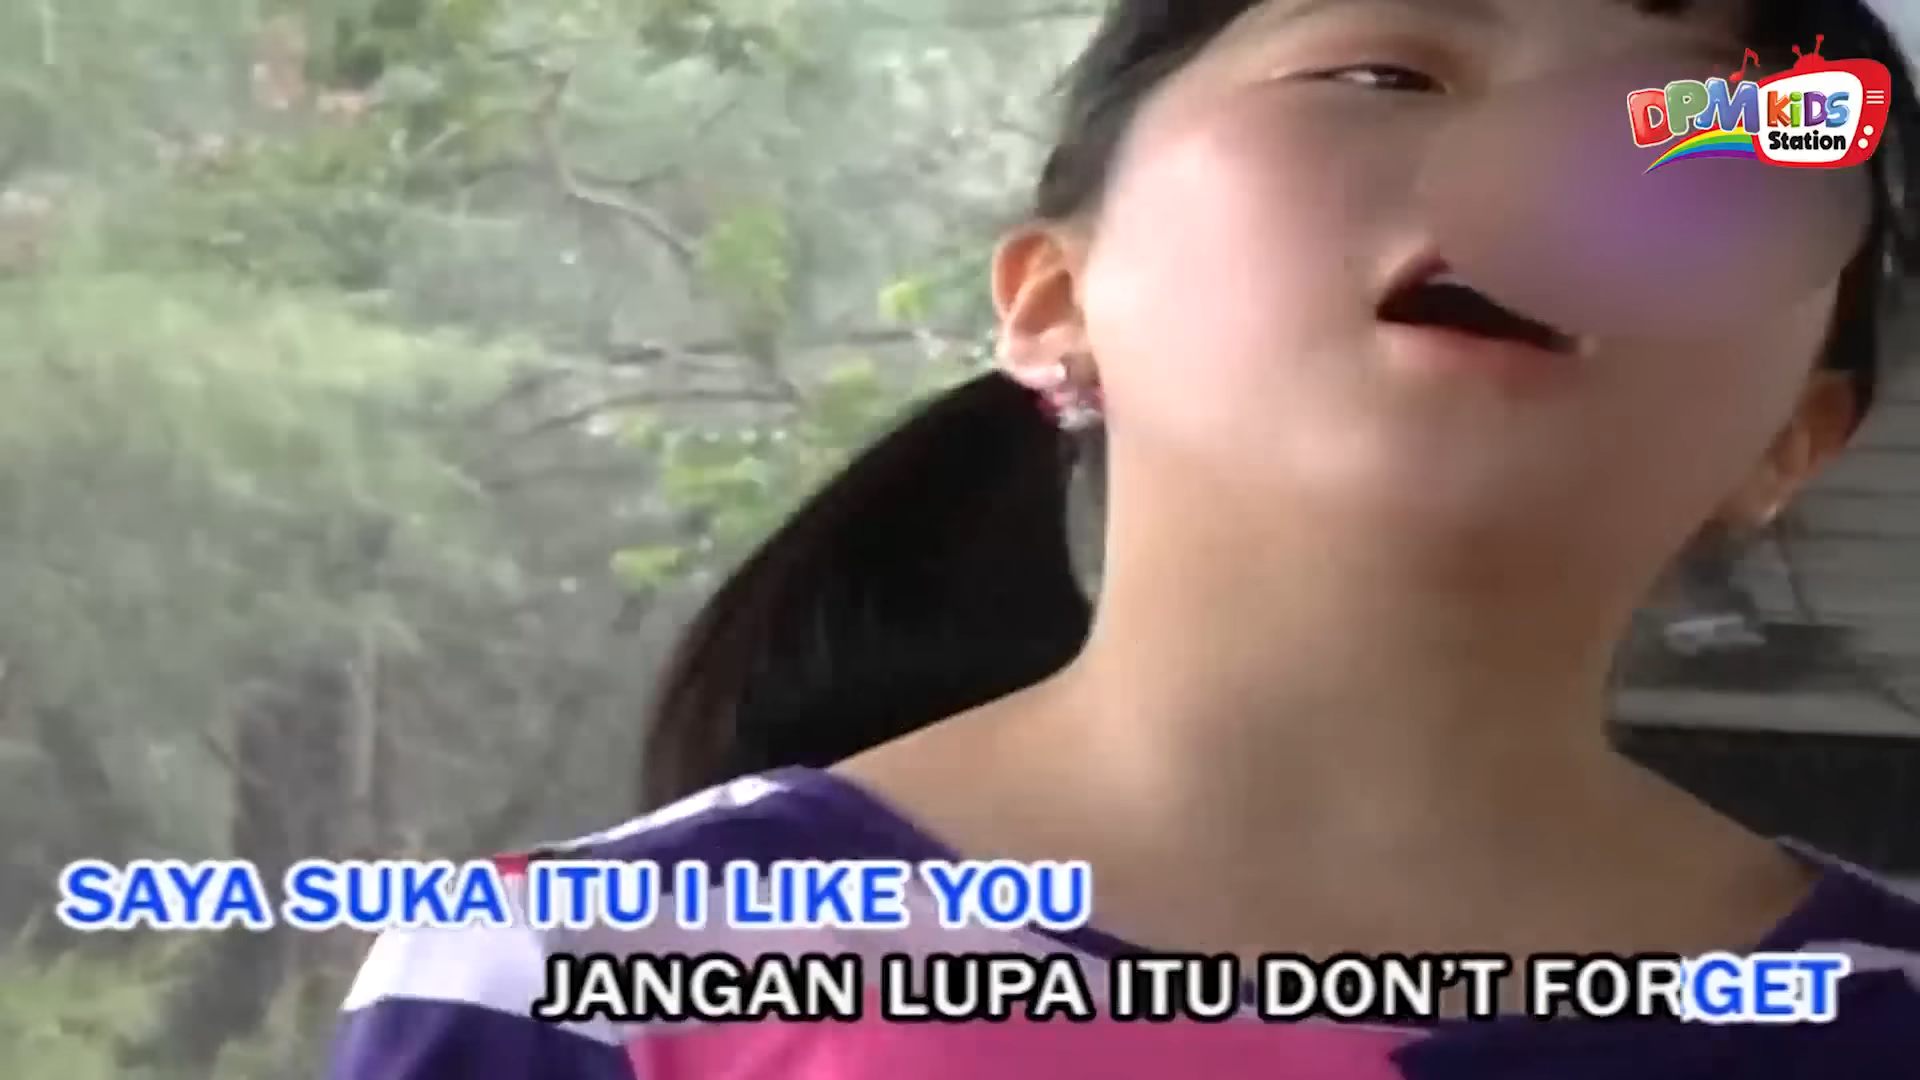 DPM KiDS
Station
SAYA SUKA ITU I LIKE YOU
JANGAN LUPA ITU DON'T FORGET